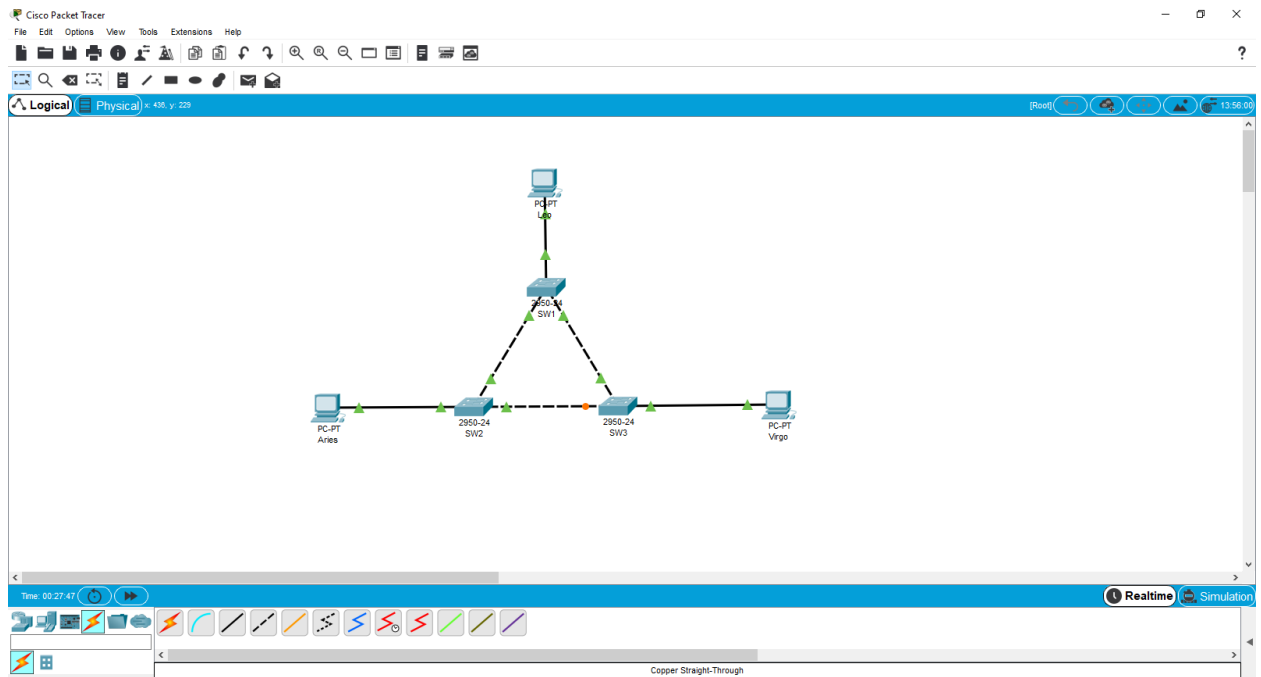 Cisco Packet Tracer
File Edit Options View Tools Extensions Help
?
Logical Physical x: 436, y: 229 [Root] 13:56:00
PC-PT
Leo
2950-24
SW1
PC-PT
Aries
2950-24
SW2
2950-24
SW3
PC-PT
Virgo
Time: 00:27:47 Realtime Simulation
Copper Straight-Through